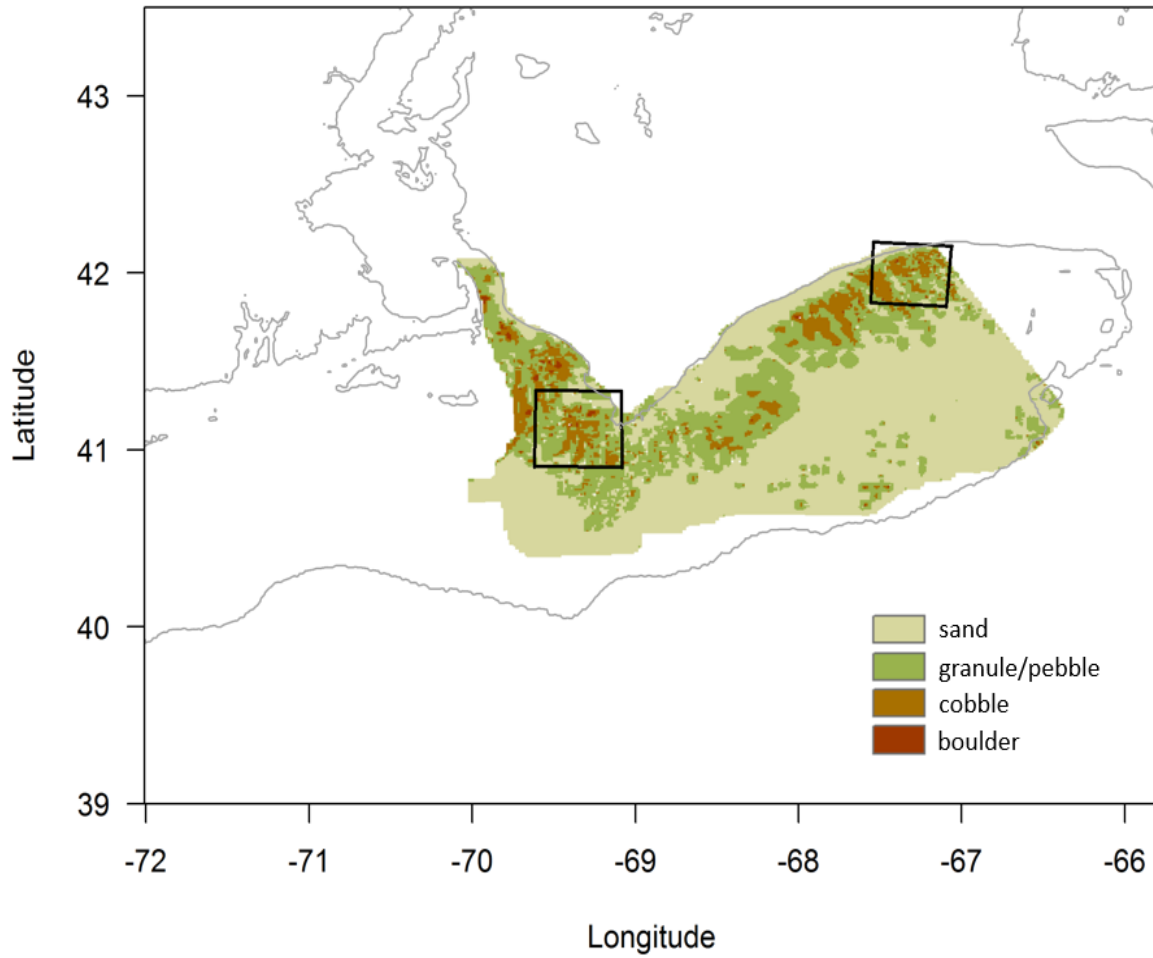 43
42
41
40
39
Latitude
sand
granule/pebble
cobble
boulder
-72 -71 -70 -69 -68 -67 -66
Longitude